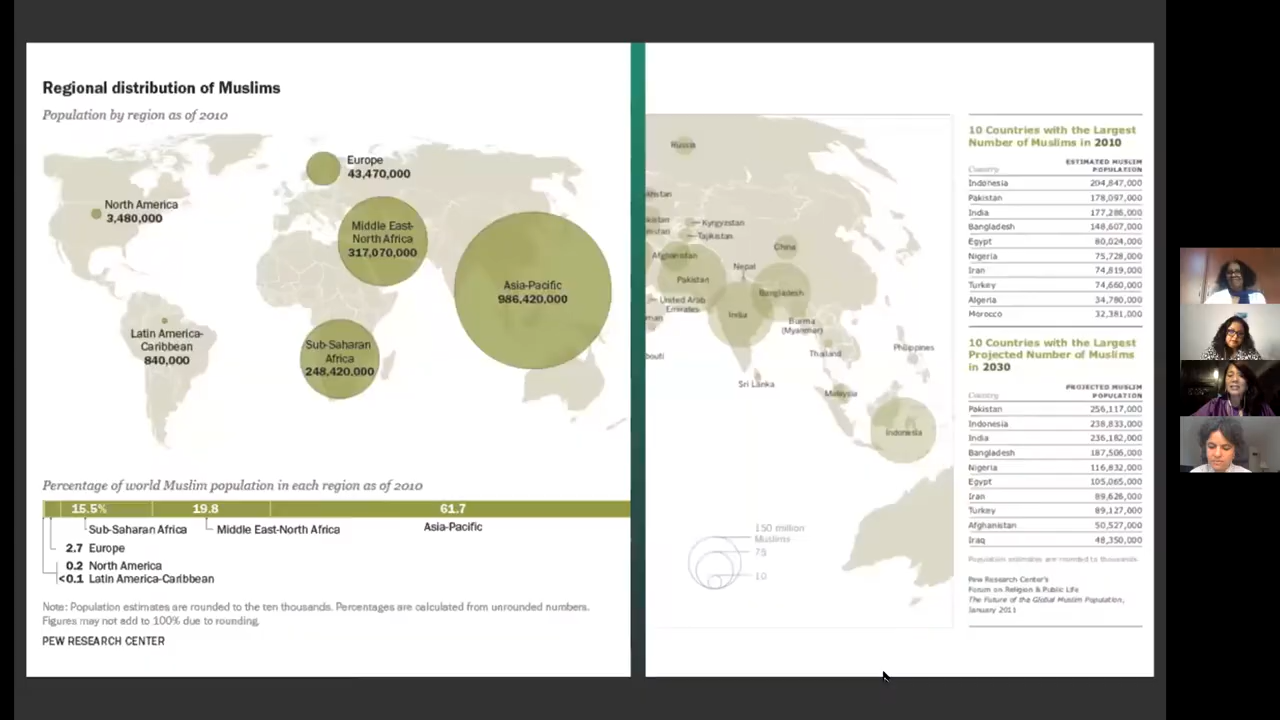 Regional distribution of Muslims
Population by region as of 2010
Europe
43,470,000
North America
3,480,000
Middle East-
North Africa
317,070,000
Asia-Pacific
986,420,000
Latin America-
Caribbean
840,000
Sub-Saharan
Africa
248,420,000
Percentage of world Muslim population in each region as of 2010
15.5% 19.8 61.7
Sub-Saharan Africa Middle East-North Africa Asia-Pacific
2.7 Europe
0.2 North America
<0.1 Latin America-Caribbean
Note: Population estimates are rounded to the ten thousands. Percentages are calculated from unrounded numbers.
Figures may not add to 100% due to rounding.
PEW RESEARCH CENTER
Russia
Kyrgyzstan
Tajikistan
Afghanistan
China
Nepal
Pakistan
Bangladesh
United Arab
Emirates
India
Burma
(Myanmar)
Thailand
Philippines
Sri Lanka
Malaysia
Indonesia
150 million
Muslims
75
10
10 Countries with the Largest
Number of Muslims in 2010
ESTIMATED MUSLIM
Country POPULATION
Indonesia 204,847,000
Pakistan 178,097,000
India 177,286,000
Bangladesh 148,607,000
Egypt 80,024,000
Nigeria 75,728,000
Iran 74,819,000
Turkey 74,660,000
Algeria 34,780,000
Morocco 32,381,000
10 Countries with the Largest
Projected Number of Muslims
in 2030
PROJECTED MUSLIM
Country POPULATION
Pakistan 256,117,000
Indonesia 238,833,000
India 236,182,000
Bangladesh 187,506,000
Nigeria 116,832,000
Egypt 105,065,000
Iran 89,626,000
Turkey 89,127,000
Afghanistan 50,527,000
Iraq 48,350,000
Population estimates are rounded to thousands.
Pew Research Center's
Forum on Religion & Public Life
The Future of the Global Muslim Population,
January 2011